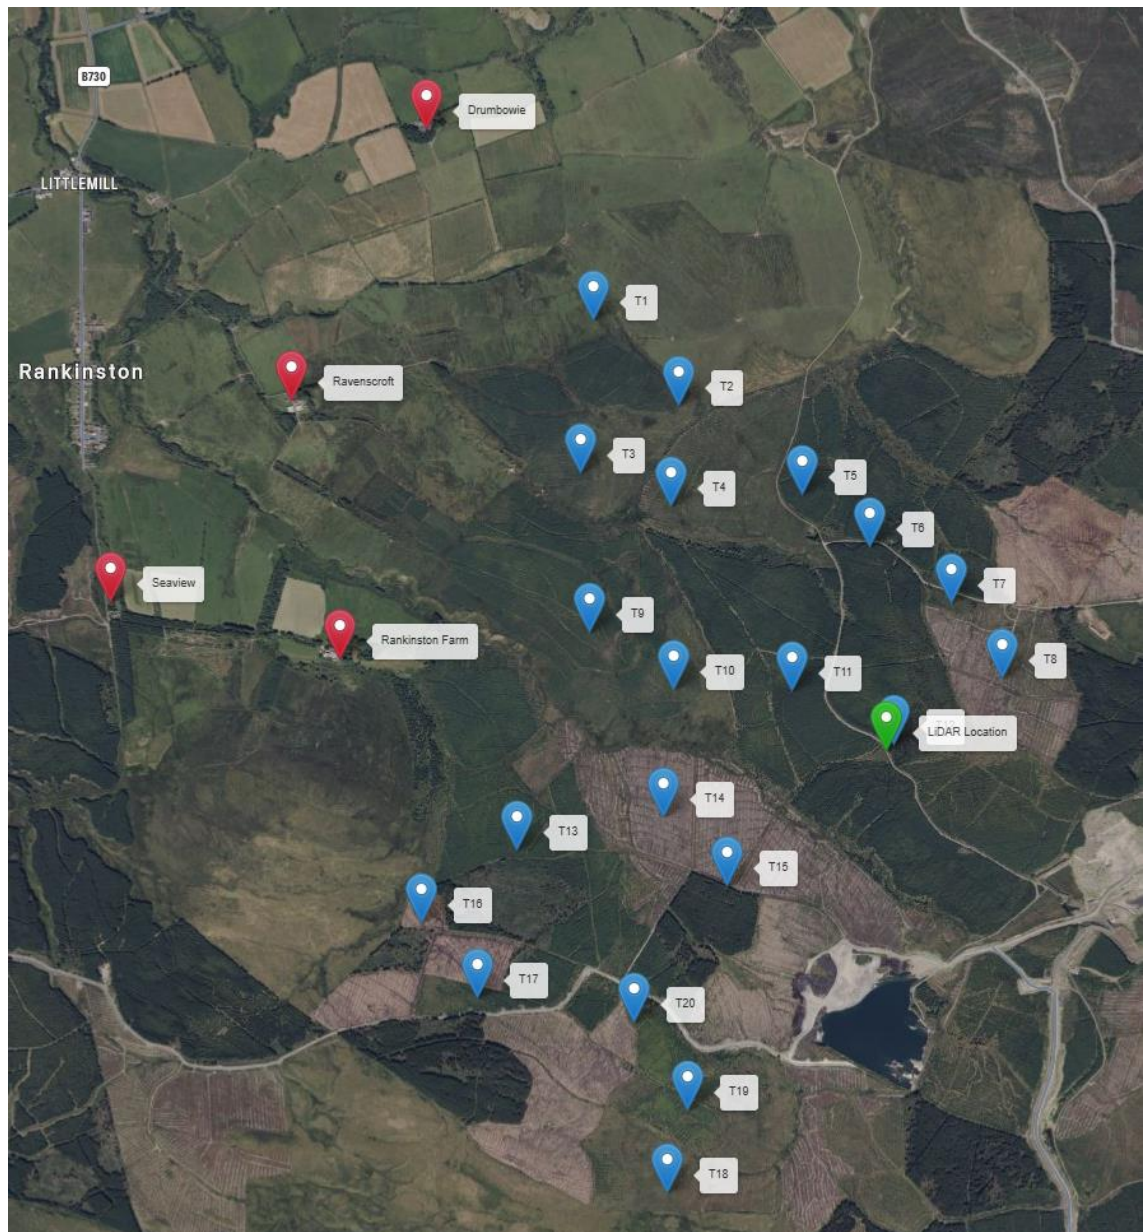 B730
Drumbowie
LITTLEMILL
T1
Rankinston
Ravenscroft
T2
T3
T4
T5
T6
Seaview
T7
T9
Rankinston Farm
T8
T10
T11
LiDAR Location
T14
T13
T15
T16
T17
T20
T19
T18